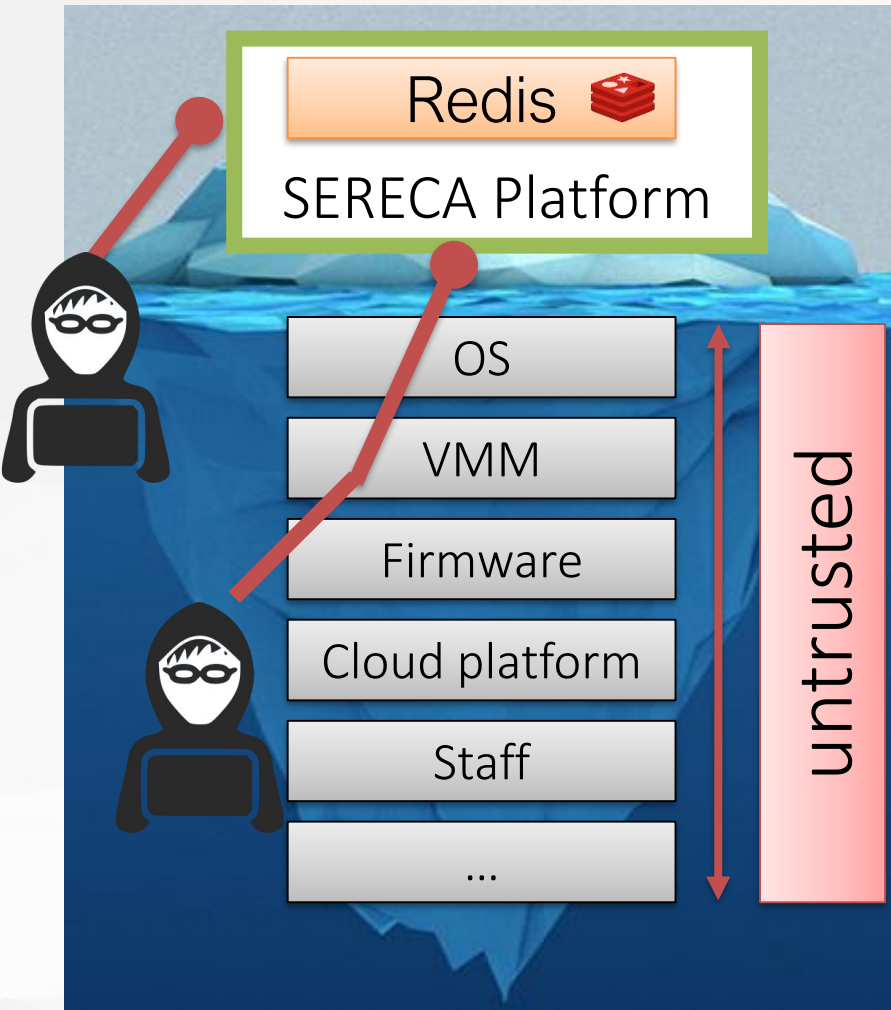 Redis
SERECA Platform
OS
VMM
Firmware
Cloud platform
Staff
...
untrusted